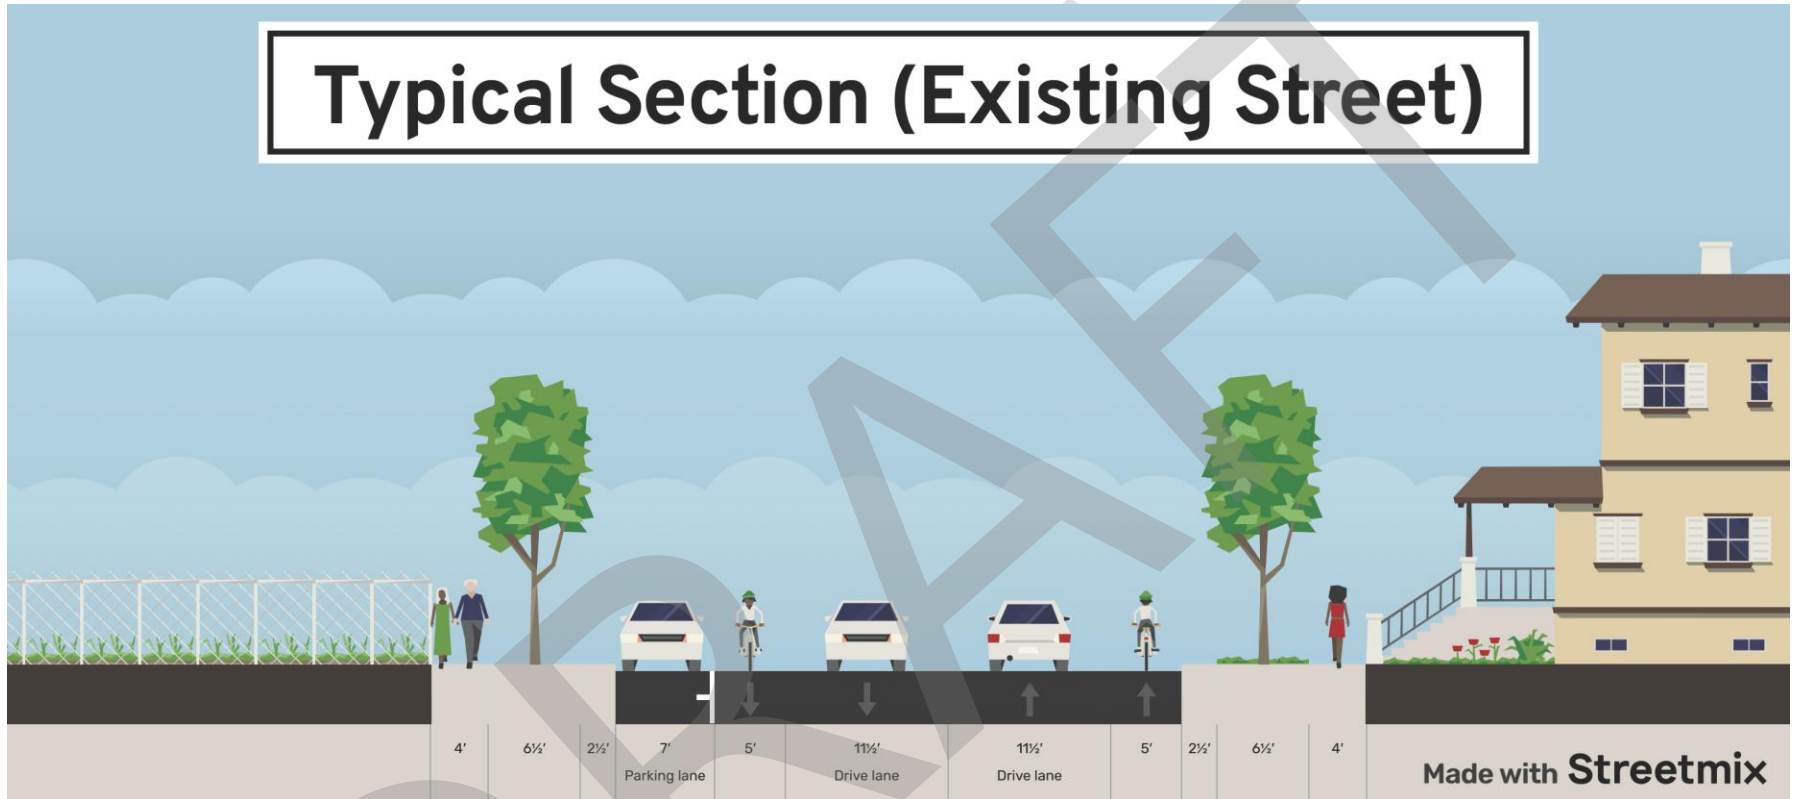 Typical Section (Existing Street)
4' 6½' 2½' 7' 5' 11½' 11½' 5' 2½' 6½' 4'
Parking lane Drive lane Drive lane
Made with Streetmix
DRAFT